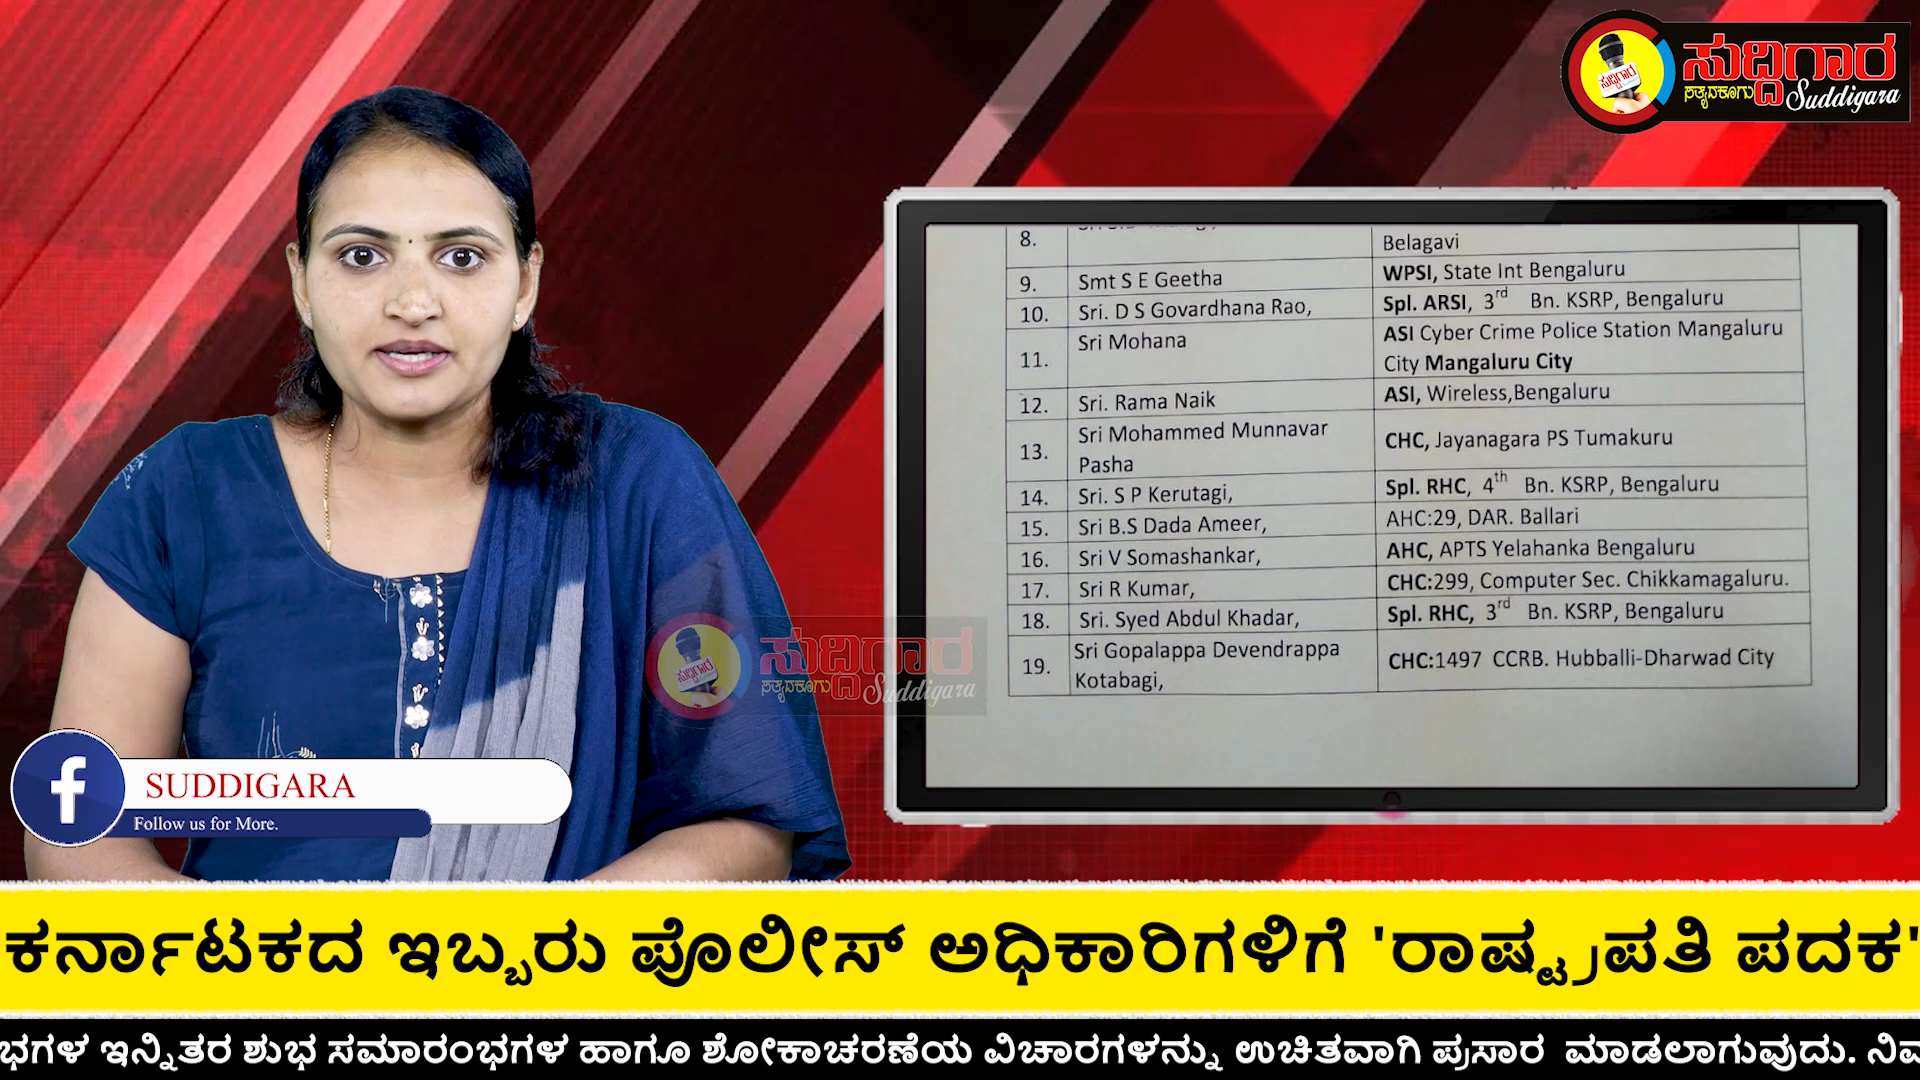 ಸುದ್ದಿಗಾರ
ಸತ್ಯದಕೂಗು
Suddigara
8.
Belagavi
9. Smt S E Geetha WPSI, State Int Bengaluru
10. Sri. D S Govardhana Rao, Spl. ARSI, 3rd Bn. KSRP, Bengaluru
11. Sri Mohana ASI Cyber Crime Police Station Mangaluru
City Mangaluru City
12. Sri. Rama Naik ASI, Wireless,Bengaluru
13. Sri Mohammed Munnavar
Pasha CHC, Jayanagara PS Tumakuru
14. Sri. S P Kerutagi, Spl. RHC, 4th Bn. KSRP, Bengaluru
15. Sri B.S Dada Ameer, AHC:29, DAR. Ballari
16. Sri V Somashankar, AHC, APTS Yelahanka Bengaluru
17. Sri R Kumar, CHC:299, Computer Sec. Chikkamagaluru.
18. Sri. Syed Abdul Khadar, Spl. RHC, 3rd Bn. KSRP, Bengaluru
19. Sri Gopalappa Devendrappa
Kotabagi, CHC:1497 CCRB. Hubballi-Dharwad City
ಸುದ್ದಿಗಾರ
ಸತ್ಯದಕೂಗು
Suddigara
f SUDDIGARA
Follow us for More.
ಕರ್ನಾಟಕದ ಇಬ್ಬರು ಪೊಲೀಸ್ ಅಧಿಕಾರಿಗಳಿಗೆ 'ರಾಷ್ಟ್ರಪತಿ ಪದಕ'
ಭಗಳ ಇನ್ನಿತರ ಶುಭ ಸಮಾರಂಭಗಳ ಹಾಗೂ ಶೋಕಾಚರಣೆಯ ವಿಚಾರಗಳನ್ನು ಉಚಿತವಾಗಿ ಪ್ರಸಾರ ಮಾಡಲಾಗುವುದು.